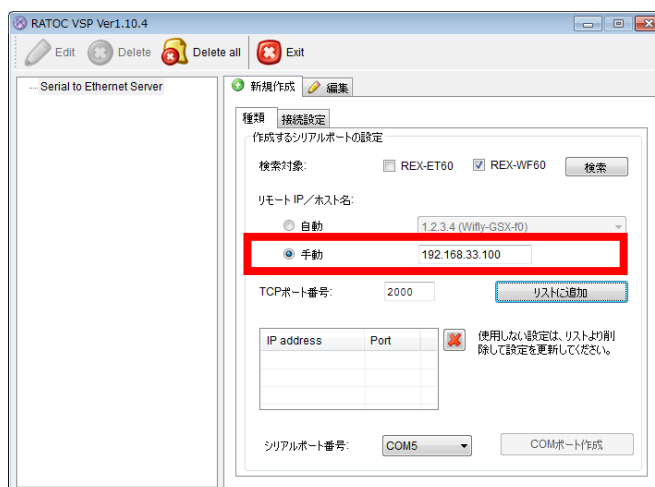 RATOC VSP Ver1.10.4
Edit Delete Delete all Exit
Serial to Ethernet Server
新規作成 編集
種類 接続設定
作成するシリアルポートの設定
検索対象: REX-ET60 REX-WF60 検索
リモートIP/ホスト名:
自動 1.2.3.4 (Wifly-GSX-f0)
手動 192.168.33.100
TCPポート番号: 2000 リストに追加
IP address Port
使用しない設定は、リストより削
除して設定を更新してください。
シリアルポート番号: COM5 COMポート作成